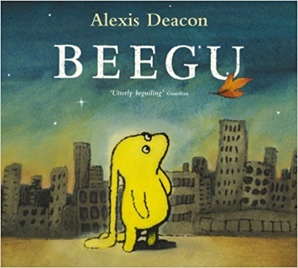 Alexis Deacon
BEEGU
'Utterly beguiling' Guardian